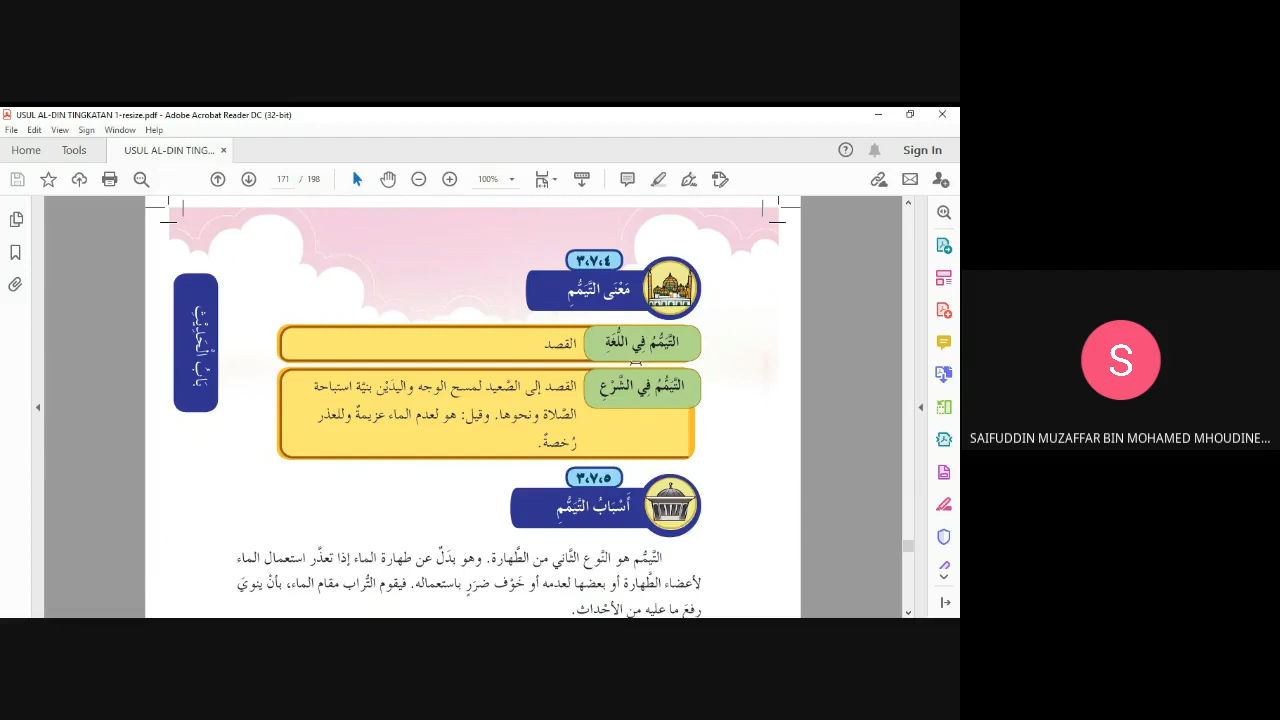 USUL AL-DIN TINGKATAN 1-resize.pdf - Adobe Acrobat Reader DC (32-bit)
File Edit View Sign Window Help
Home Tools USUL AL-DIN TING... × Sign In
171 / 198 100%
٣،٧،٤
مَعْنَى التَّيَمُّمِ
بَابُ الْحَدِيْثِ
التَّيَمُّمُ فِي اللُّغَةِ
القصد
التَّيَمُّمُ فِي الشَّرْعِ
القصد إلى الصَّعيد لمسح الوجه واليدَيْن بنيَّة استباحة
الصَّلاة ونحوها. وقيل: هو لعدم الماء عزيمةٌ وللعذر
رُخصةٌ.
٣،٧،٥
أَسْبَابُ التَّيَمُّمِ
التَّيمُّم هو النَّوع الثَّاني من الطَّهارة. وهو بدَلٌ عن طهارة الماء إذا تعذَّر استعمال الماء
لأعضاء الطَّهارة أو بعضها لعدمه أو خَوْف ضرَرٍ باستعماله. فيقوم التُّراب مقام الماء، بأنْ ينويَ
رفعَ ما عليه من الأحْداث.
S
SAIFUDDIN MUZAFFAR BIN MOHAMED MHOUDINE...